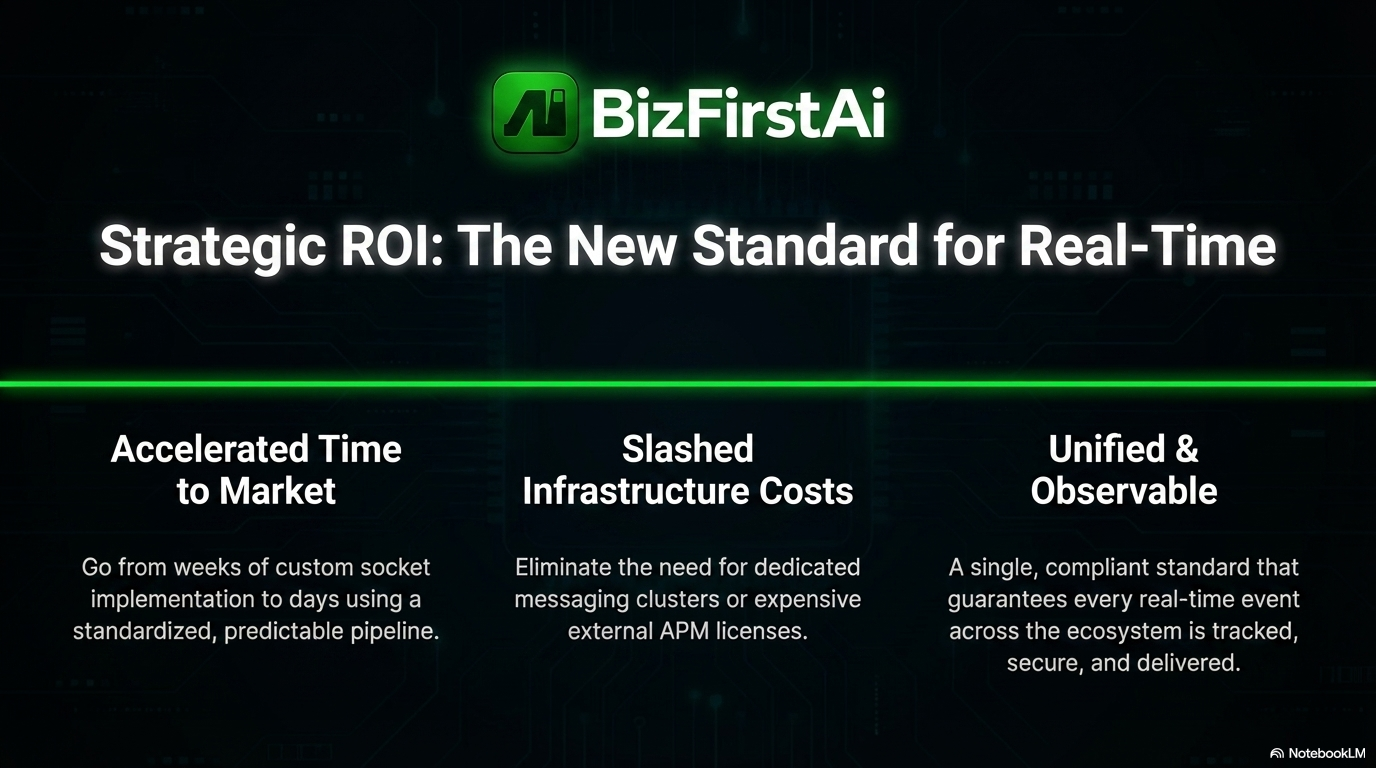 BizFirstAi
Strategic ROI: The New Standard for Real-Time
Accelerated Time
to Market
Go from weeks of custom socket
implementation to days using a
standardized, predictable pipeline.
Slashed
Infrastructure Costs
Eliminate the need for dedicated
messaging clusters or expensive
external APM licenses.
Unified &
Observable
A single, compliant standard that
guarantees every real-time event
across the ecosystem is tracked,
secure, and delivered.
NotebookLM